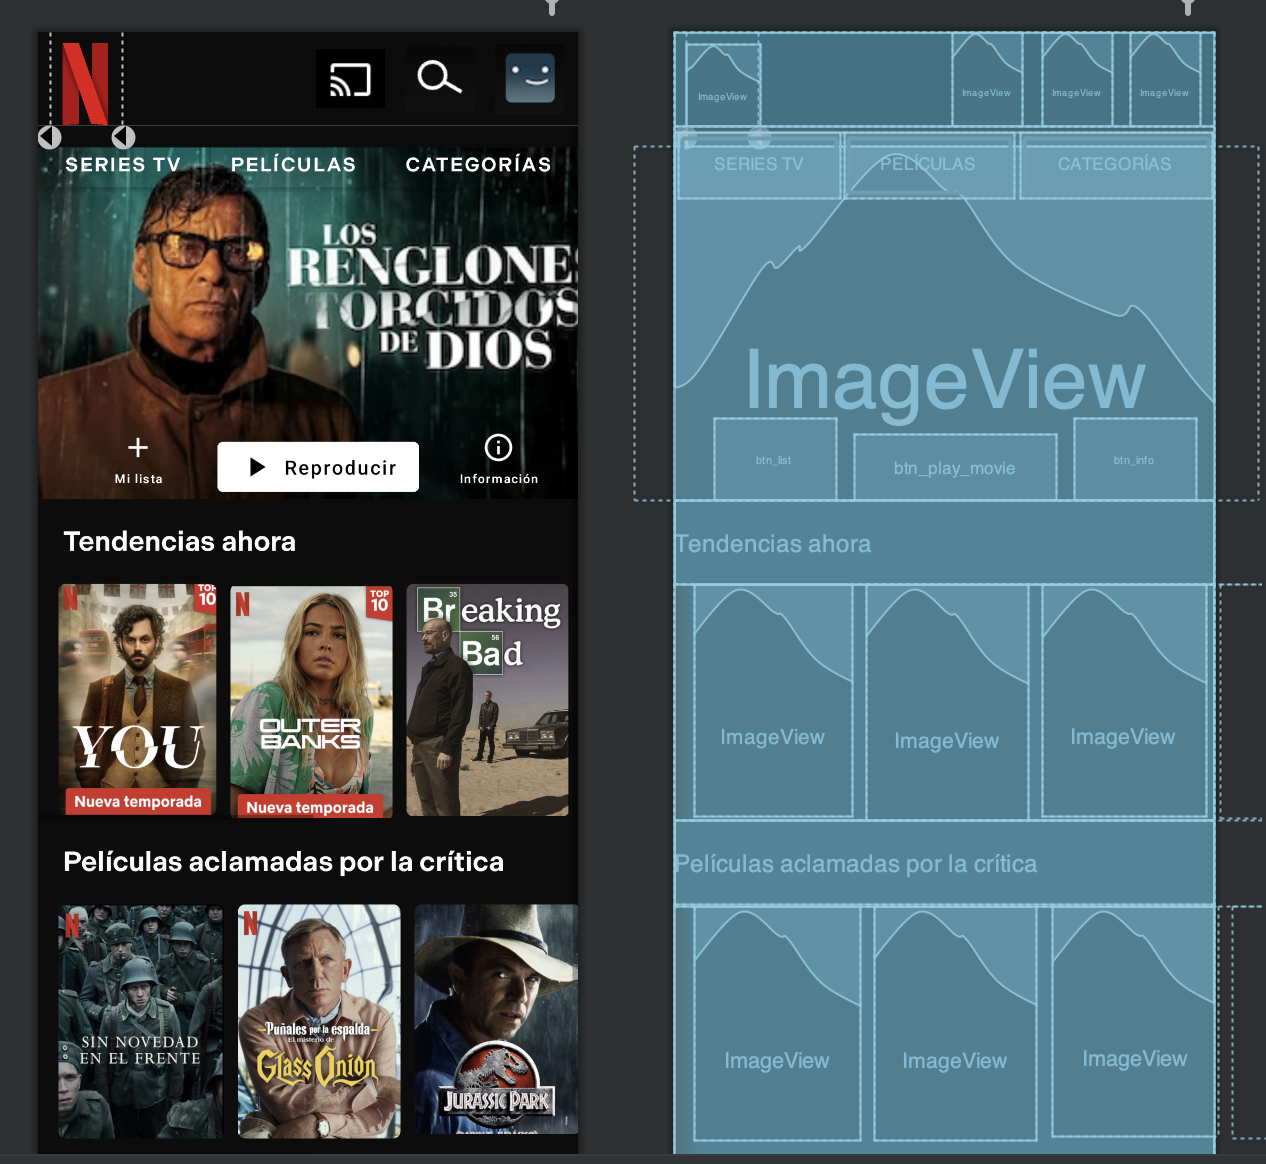 SERIES TV PELÍCULAS CATEGORÍAS
LOS
RENGLONES
TORCIDOS
DE DIOS
Mi lista
Reproducir
Información
Tendencias ahora
N
TOP
10
YOU
Nueva temporada
N
TOP
10
OUTER
BANKS
Nueva temporada
35
Breaking
56
Bad
Películas aclamadas por la crítica
N
SIN NOVEDAD
EN EL FRENTE
N
Puñales por la espalda
El misterio de
Glass Onion
JURASSIC PARK
ImageView
ImageView
ImageView
ImageView
SERIES TV
PELÍCULAS
CATEGORÍAS
ImageView
btn_list
btn_play_movie
btn_info
Tendencias ahora
ImageView
ImageView
ImageView
Películas aclamadas por la crítica
ImageView
ImageView
ImageView